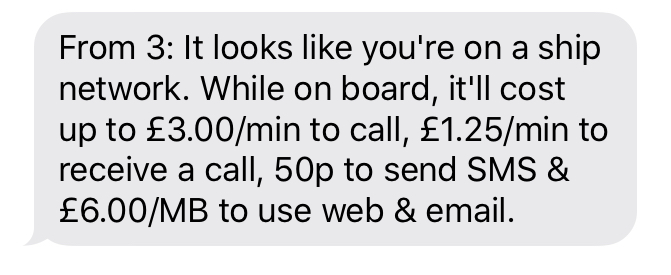 From 3: It looks like you're on a ship
network. While on board, it'll cost
up to £3.00/min to call, £1.25/min to
receive a call, 50p to send SMS &
£6.00/MB to use web & email.